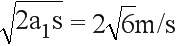 √(2a₁s) = 2√6m/s